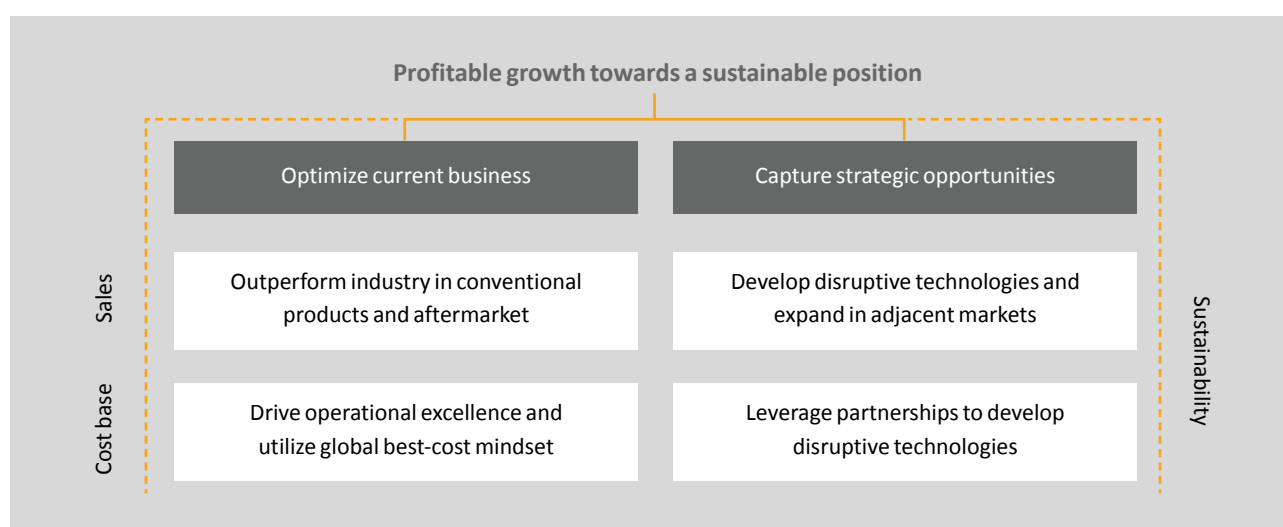 Profitable growth towards a sustainable position
Optimize current business
Capture strategic opportunities
Sales
Outperform industry in conventional
products and aftermarket
Develop disruptive technologies and
expand in adjacent markets
Cost base
Drive operational excellence and
utilize global best-cost mindset
Leverage partnerships to develop
disruptive technologies
Sustainability